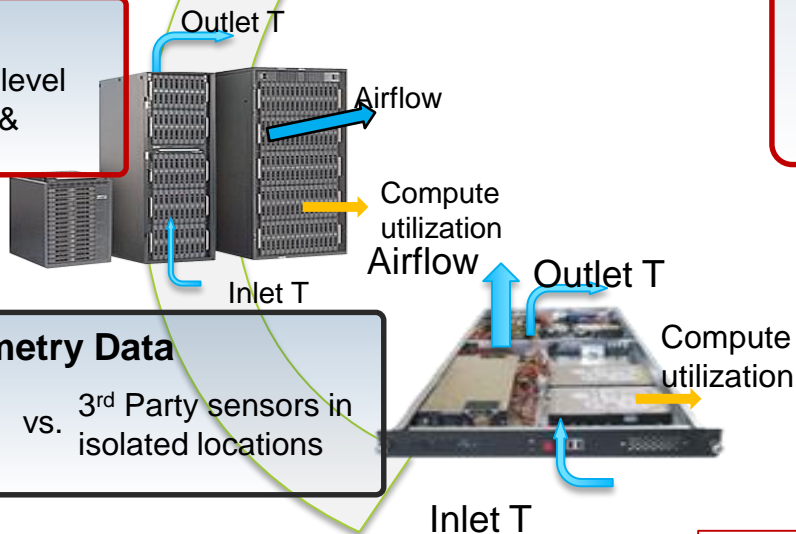 Outlet T
level
&
Airflow
Compute
utilization
Inlet T
Airflow
Outlet T
Compute
utilization
metry Data
vs.
3rd Party sensors in
isolated locations
Inlet T